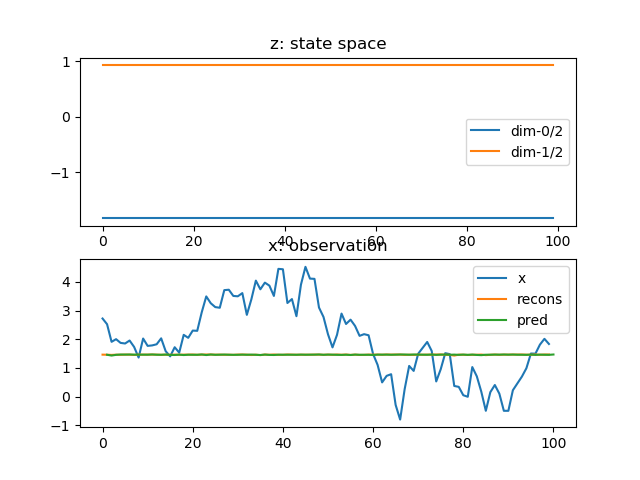 z: state space
1
0
−1
dim-0/2
dim-1/2
0 20 40 60 80 100
x: observation
4
3
2
1
0
−1
x
recons
pred
0 20 40 60 80 100